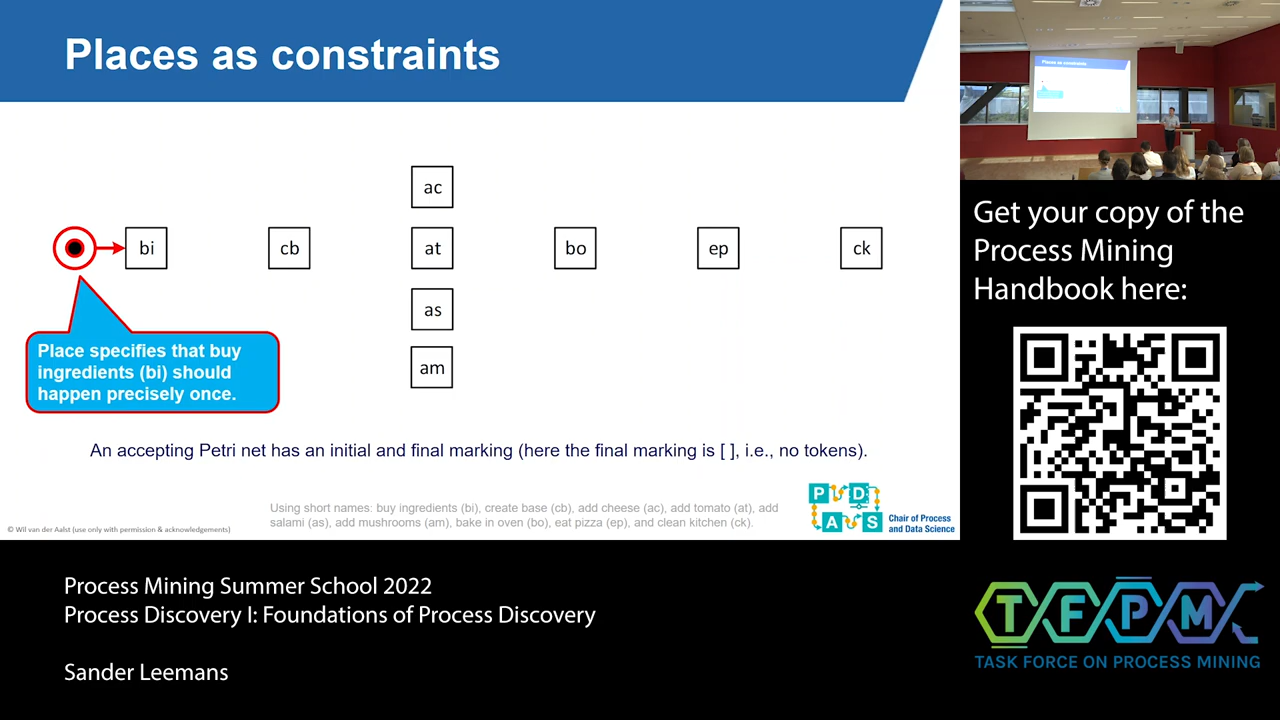 Places as constraints
ac
bi
cb
at
bo
ep
ck
as
am
Place specifies that buy
ingredients (bi) should
happen precisely once.
An accepting Petri net has an initial and final marking (here the final marking is [ ], i.e., no tokens).
Using short names: buy ingredients (bi), create base (cb), add cheese (ac), add tomato (at), add
salami (as), add mushrooms (am), bake in oven (bo), eat pizza (ep), and clean kitchen (ck).
© Wil van der Aalst (use only with permission & acknowledgements)
P D
A S
Chair of Process
and Data Science
Places as constraints
Get your copy of the
Process Mining
Handbook here:
Process Mining Summer School 2022
Process Discovery I: Foundations of Process Discovery
Sander Leemans
TFPM
TASK FORCE ON PROCESS MINING